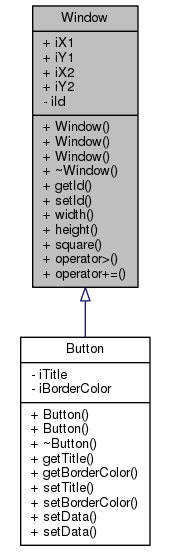 Window
+ iX1
+ iY1
+ iX2
+ iY2
- iId
+ Window()
+ Window()
+ Window()
+ ~Window()
+ getId()
+ setId()
+ width()
+ height()
+ square()
+ operator>()
+ operator+=()
Button
- iTitle
- iBorderColor
+ Button()
+ Button()
+ ~Button()
+ getTitle()
+ getBorderColor()
+ setTitle()
+ setBorderColor()
+ setData()
+ setData()